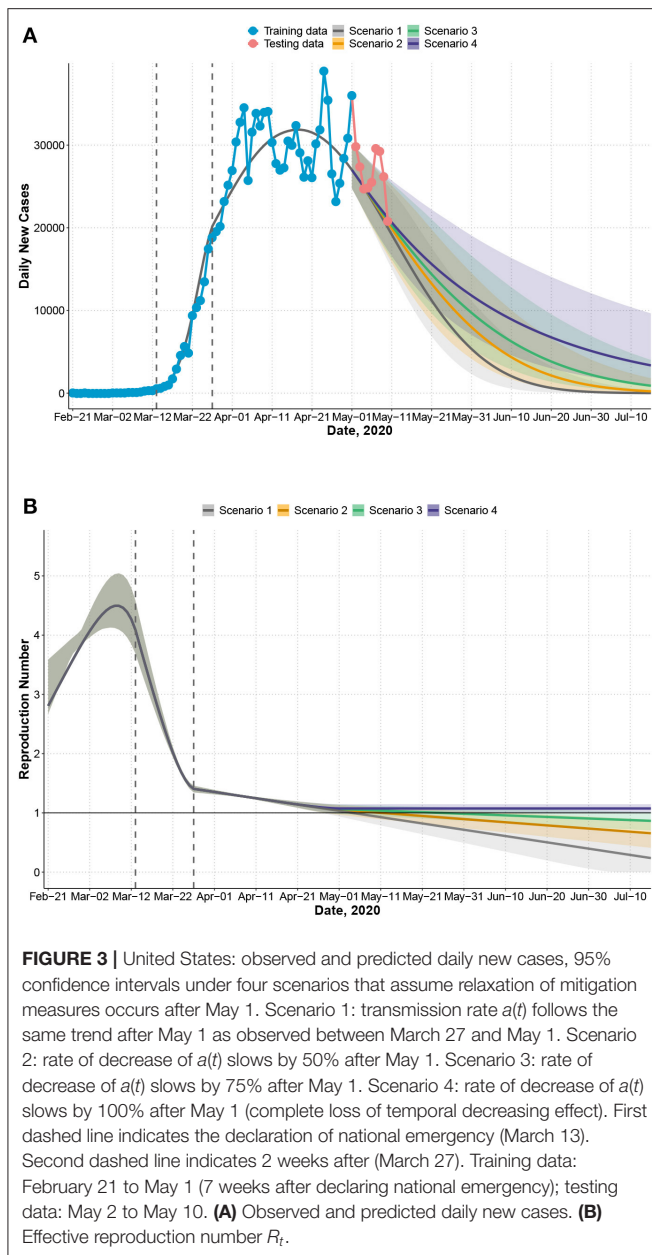 A
Training data Scenario 1 Scenario 3
Testing data Scenario 2 Scenario 4
Daily New Cases
30000
20000
10000
0
Feb−21 Mar−02 Mar−12 Mar−22 Apr−01 Apr−11 Apr−21 May−01 May−11 May−21 May−31 Jun−10 Jun−20 Jun−30 Jul−10
Date, 2020
B
Scenario 1 Scenario 2 Scenario 3 Scenario 4
Reproduction Number
5
4
3
2
1
0
Feb−21 Mar−02 Mar−12 Mar−22 Apr−01 Apr−11 Apr−21 May−01 May−11 May−21 May−31 Jun−10 Jun−20 Jun−30 Jul−10
Date, 2020
FIGURE 3 | United States: observed and predicted daily new cases, 95%
confidence intervals under four scenarios that assume relaxation of mitigation
measures occurs after May 1. Scenario 1: transmission rate a(t) follows the
same trend after May 1 as observed between March 27 and May 1. Scenario
2: rate of decrease of a(t) slows by 50% after May 1. Scenario 3: rate of
decrease of a(t) slows by 75% after May 1. Scenario 4: rate of decrease of a(t)
slows by 100% after May 1 (complete loss of temporal decreasing effect). First
dashed line indicates the declaration of national emergency (March 13).
Second dashed line indicates 2 weeks after (March 27). Training data:
February 21 to May 1 (7 weeks after declaring national emergency); testing
data: May 2 to May 10. (A) Observed and predicted daily new cases. (B)
Effective reproduction number Rt.